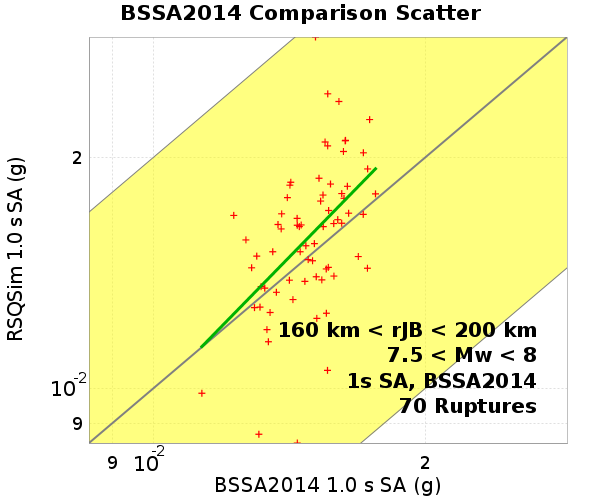 BSSA2014 Comparison Scatter
RSQSim 1.0 s SA (g)
2
10-2
9
160 km < rJB < 200 km
7.5 < Mw < 8
1s SA, BSSA2014
70 Ruptures
9 10-2 2
BSSA2014 1.0 s SA (g)